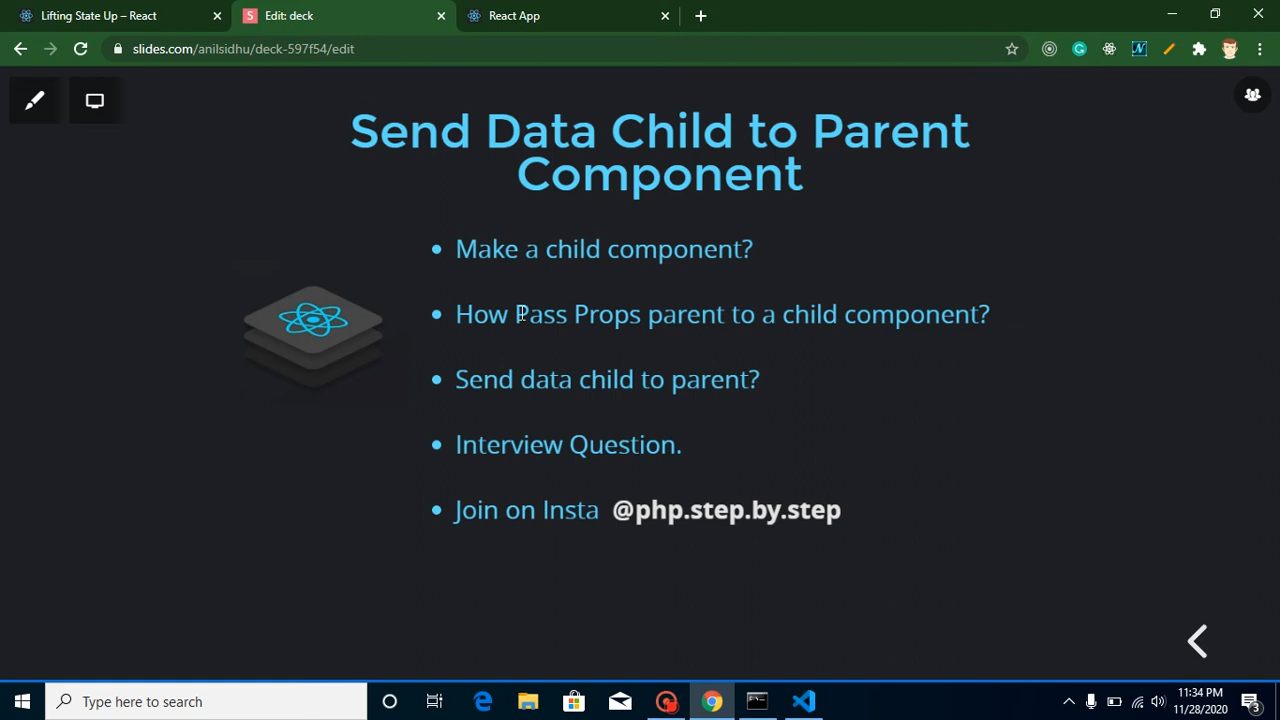 Lifting State Up – React
Edit: deck
React App
slides.com/anilsidhu/deck-597f54/edit
Send Data Child to Parent
Component
Make a child component?
How Pass Props parent to a child component?
Send data child to parent?
Interview Question.
Join on Insta @php.step.by.step
Type here to search
11:34 PM
11/28/2020
3